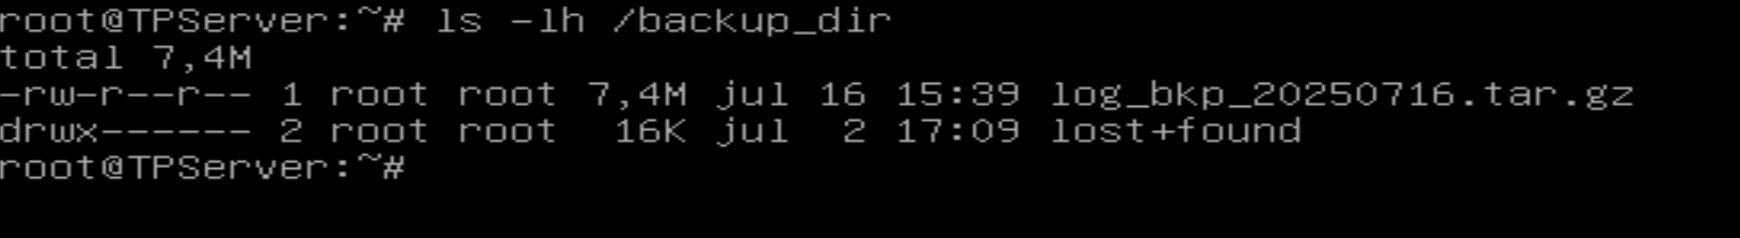 root@TPServer:~# ls -lh /backup_dir
total 7,4M
-rw-r--r-- 1 root root 7,4M jul 16 15:39 log_bkp_20250716.tar.gz
drwx------ 2 root root  16K jul  2 17:09 lost+found
root@TPServer:~#